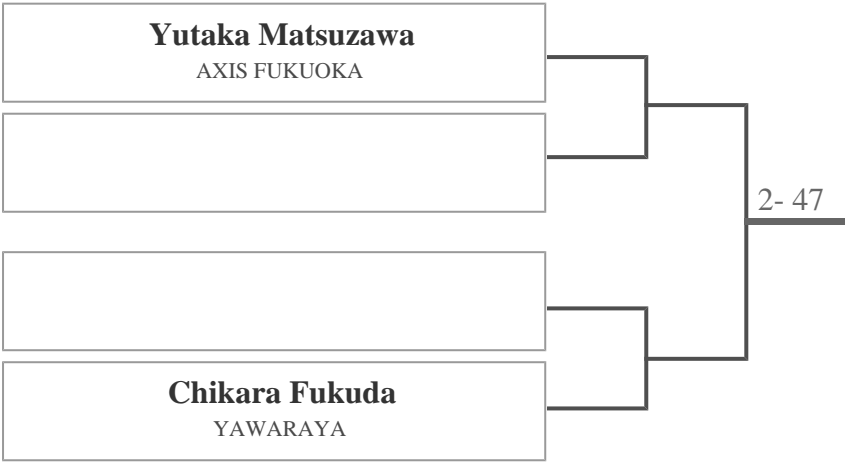 Yutaka Matsuzawa
AXIS FUKUOKA
2- 47
Chikara Fukuda
YAWARAYA